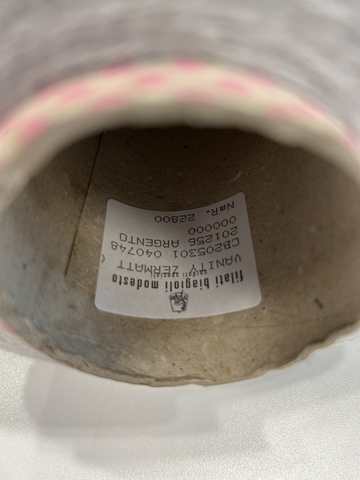 filati biagioli modesto
VANITY ZERMATT
CB205301 040748
201256 ARGENTO
000000
NmR. 22800